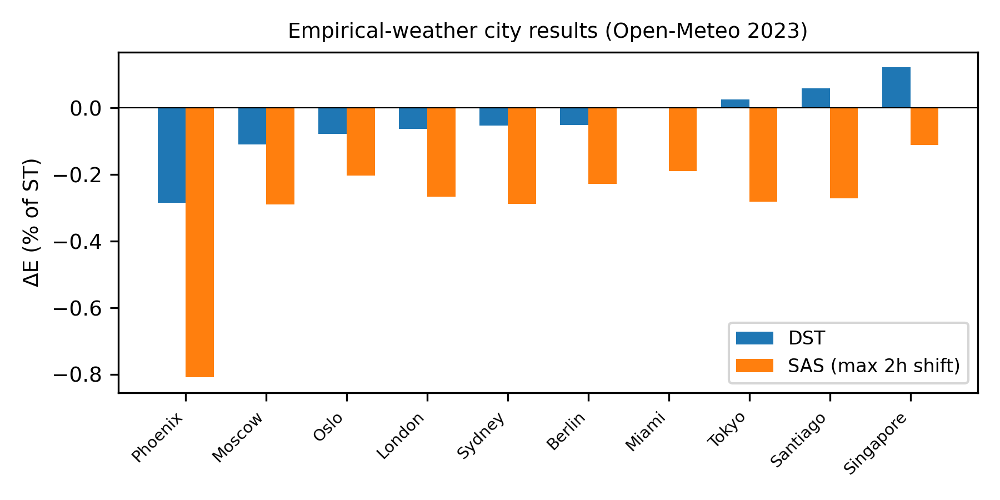 Empirical-weather city results (Open-Meteo 2023)
ΔE (% of ST)
0.0
−0.2
−0.4
−0.6
−0.8
DST
SAS (max 2h shift)
Phoenix
Moscow
Oslo
London
Sydney
Berlin
Miami
Tokyo
Santiago
Singapore